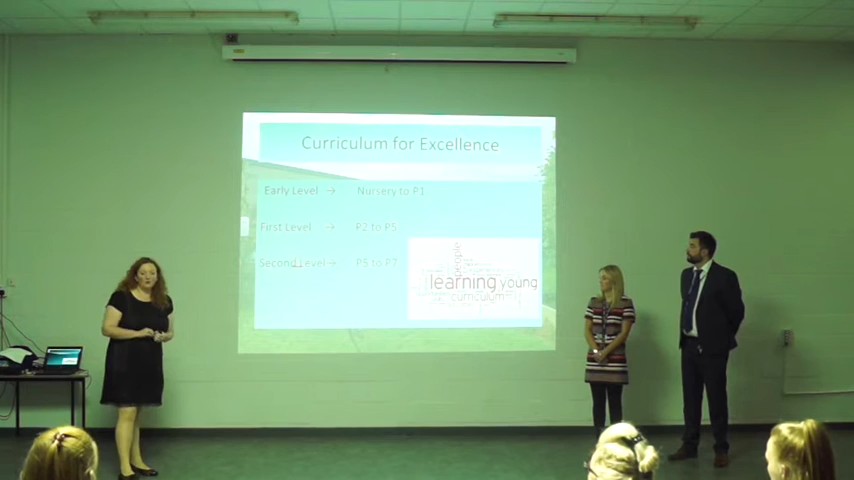 Curriculum for Excellence
Early Level → Nursery to P1
First Level → P2 to P5
Second Level → P5 to P7
people
learning young
curriculum